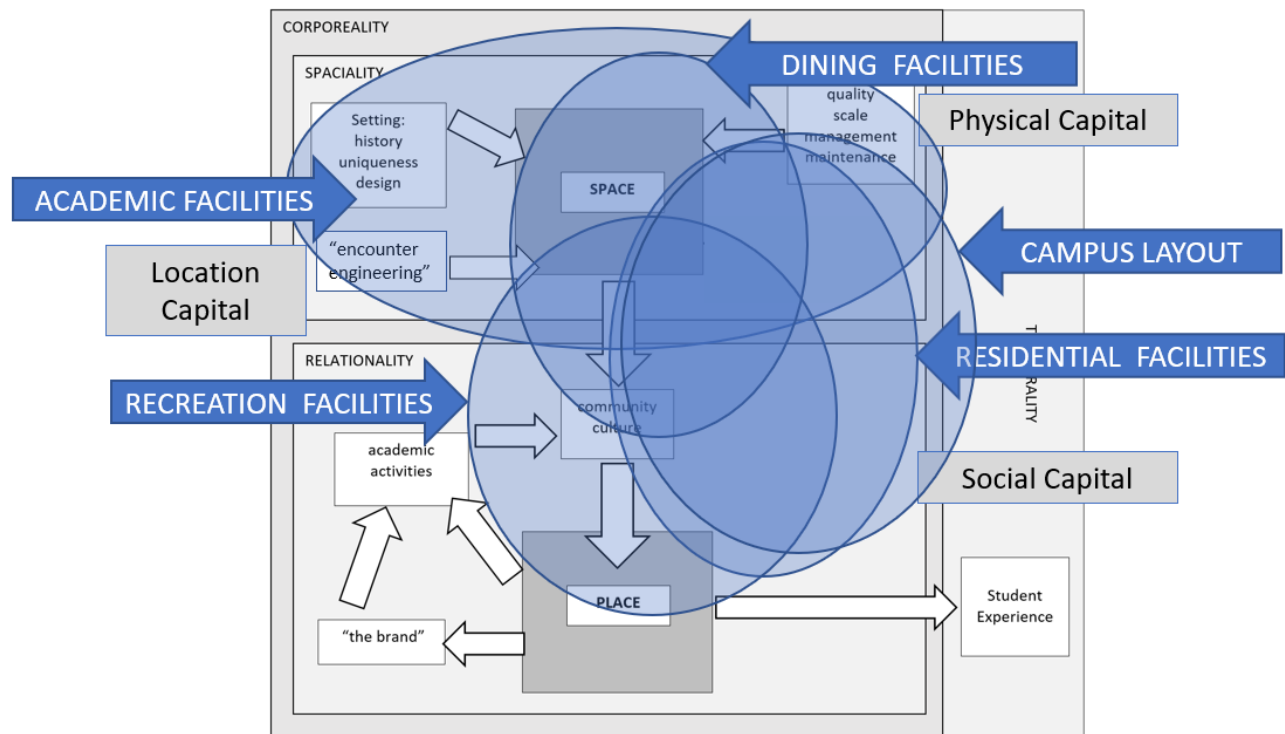 CORPOREALITY
SPACIALITY
DINING FACILITIES
Setting:
history
uniqueness
design
quality
scale
management
maintenance
Physical Capital
SPACE
ACADEMIC FACILITIES
"encounter
engineering"
CAMPUS LAYOUT
Location
Capital
RELATIONALITY
RESIDENTIAL FACILITIES
RECREATION FACILITIES
community
culture
academic
activities
Social Capital
PLACE
Student
Experience
"the brand"